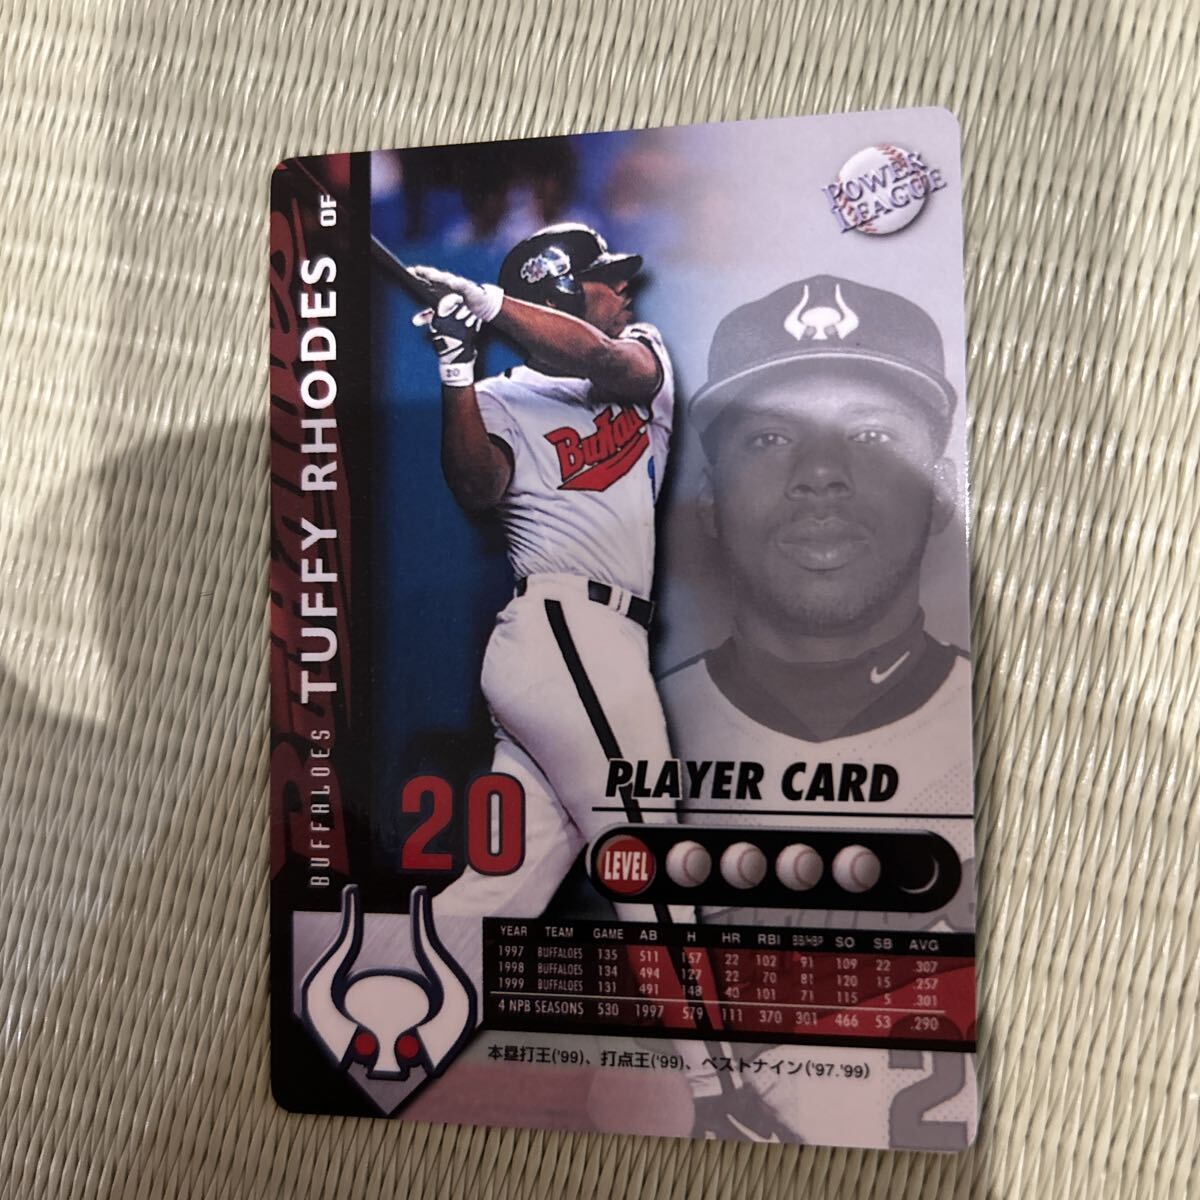 POWER
LEAGUE
BUFFALOES TUFFY RHODES OF
Buffaloes
20
20
PLAYER CARD
LEVEL
YEAR TEAM GAME AB H HR RBI BB/HBP SO SB AVG
1997 BUFFALOES 135 511 157 22 102 91 109 22 .307
1998 BUFFALOES 134 494 127 22 70 81 120 15 .257
1999 BUFFALOES 131 491 148 40 101 71 115 5 .301
4 NPB SEASONS 530 1997 579 111 370 301 466 53 .290
本塁打王('99)、打点王('99)、ベストナイン('97.'99)
2